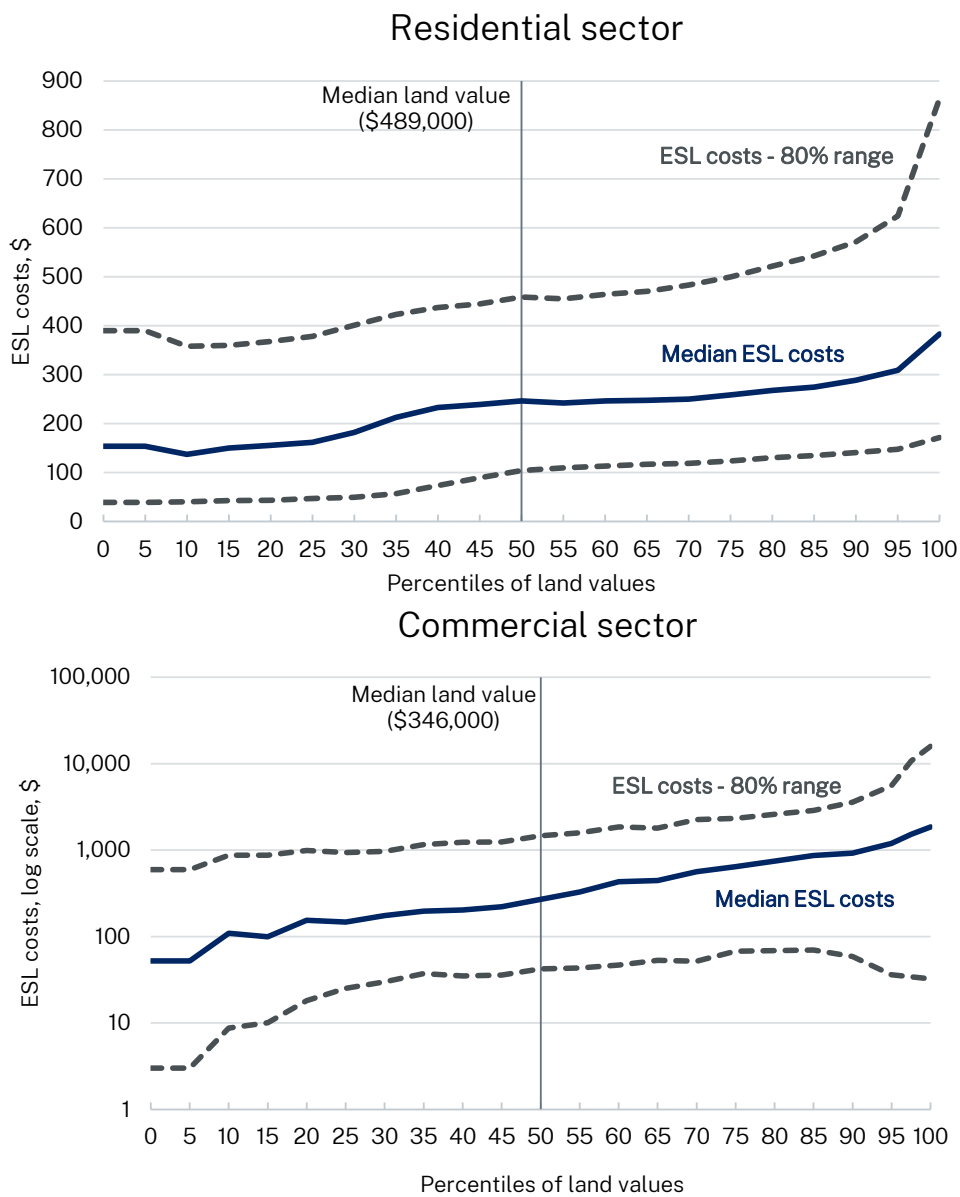 Residential sector
900
800
700
600
500
400
300
200
100
0
ESL costs, $
Median land value
($489,000)
ESL costs - 80% range
Median ESL costs
0 5 10 15 20 25 30 35 40 45 50 55 60 65 70 75 80 85 90 95 100
Percentiles of land values
Commercial sector
100,000
10,000
1,000
100
10
1
ESL costs, log scale, $
Median land value
($346,000)
ESL costs - 80% range
Median ESL costs
0 5 10 15 20 25 30 35 40 45 50 55 60 65 70 75 80 85 90 95 100
Percentiles of land values